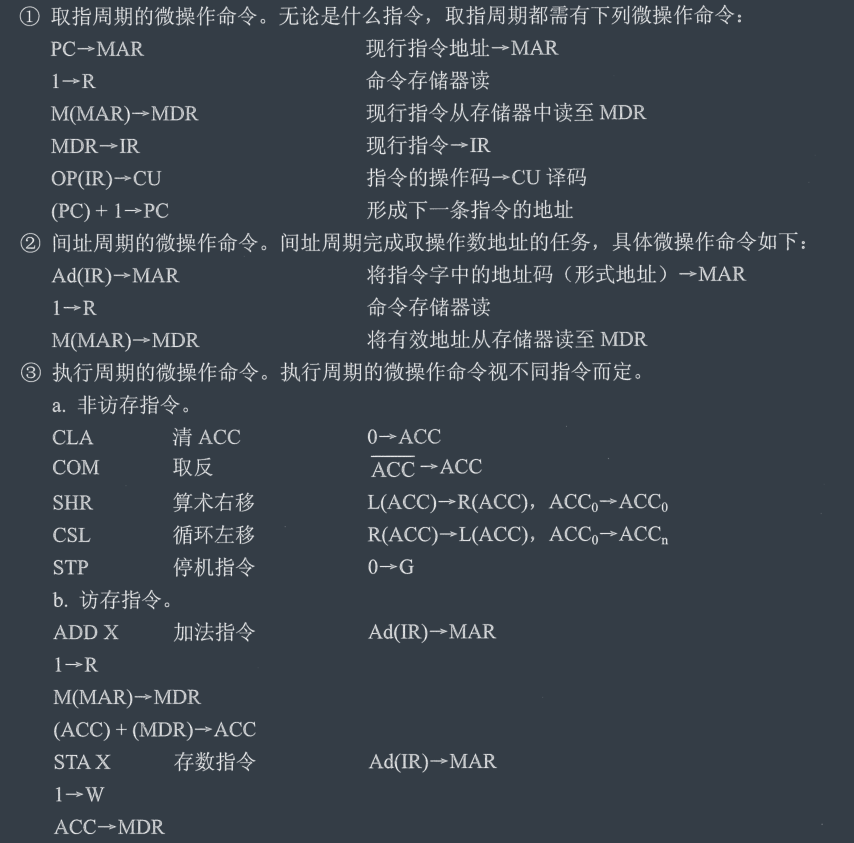 ① 取指周期的微操作命令。无论是什么指令，取指周期都需有下列微操作命令：
PC→MAR 现行指令地址→MAR
1→R 命令存储器读
M(MAR)→MDR 现行指令从存储器中读至 MDR
MDR→IR 现行指令→IR
OP(IR)→CU 指令的操作码→CU 译码
(PC) + 1→PC 形成下一条指令的地址
② 间址周期的微操作命令。间址周期完成取操作数地址的任务，具体微操作命令如下：
Ad(IR)→MAR 将指令字中的地址码（形式地址）→MAR
1→R 命令存储器读
M(MAR)→MDR 将有效地址从存储器读至 MDR
③ 执行周期的微操作命令。执行周期的微操作命令视不同指令而定。
a. 非访存指令。
CLA 清 ACC 0→ACC
COM 取反 A̅C̅C̅→ACC
SHR 算术右移 L(ACC)→R(ACC)，ACC₀→ACC₀
CSL 循环左移 R(ACC)→L(ACC)，ACC₀→ACCₙ
STP 停机指令 0→G
b. 访存指令。
ADD X 加法指令 Ad(IR)→MAR
1→R
M(MAR)→MDR
(ACC) + (MDR)→ACC
STA X 存数指令 Ad(IR)→MAR
1→W
ACC→MDR